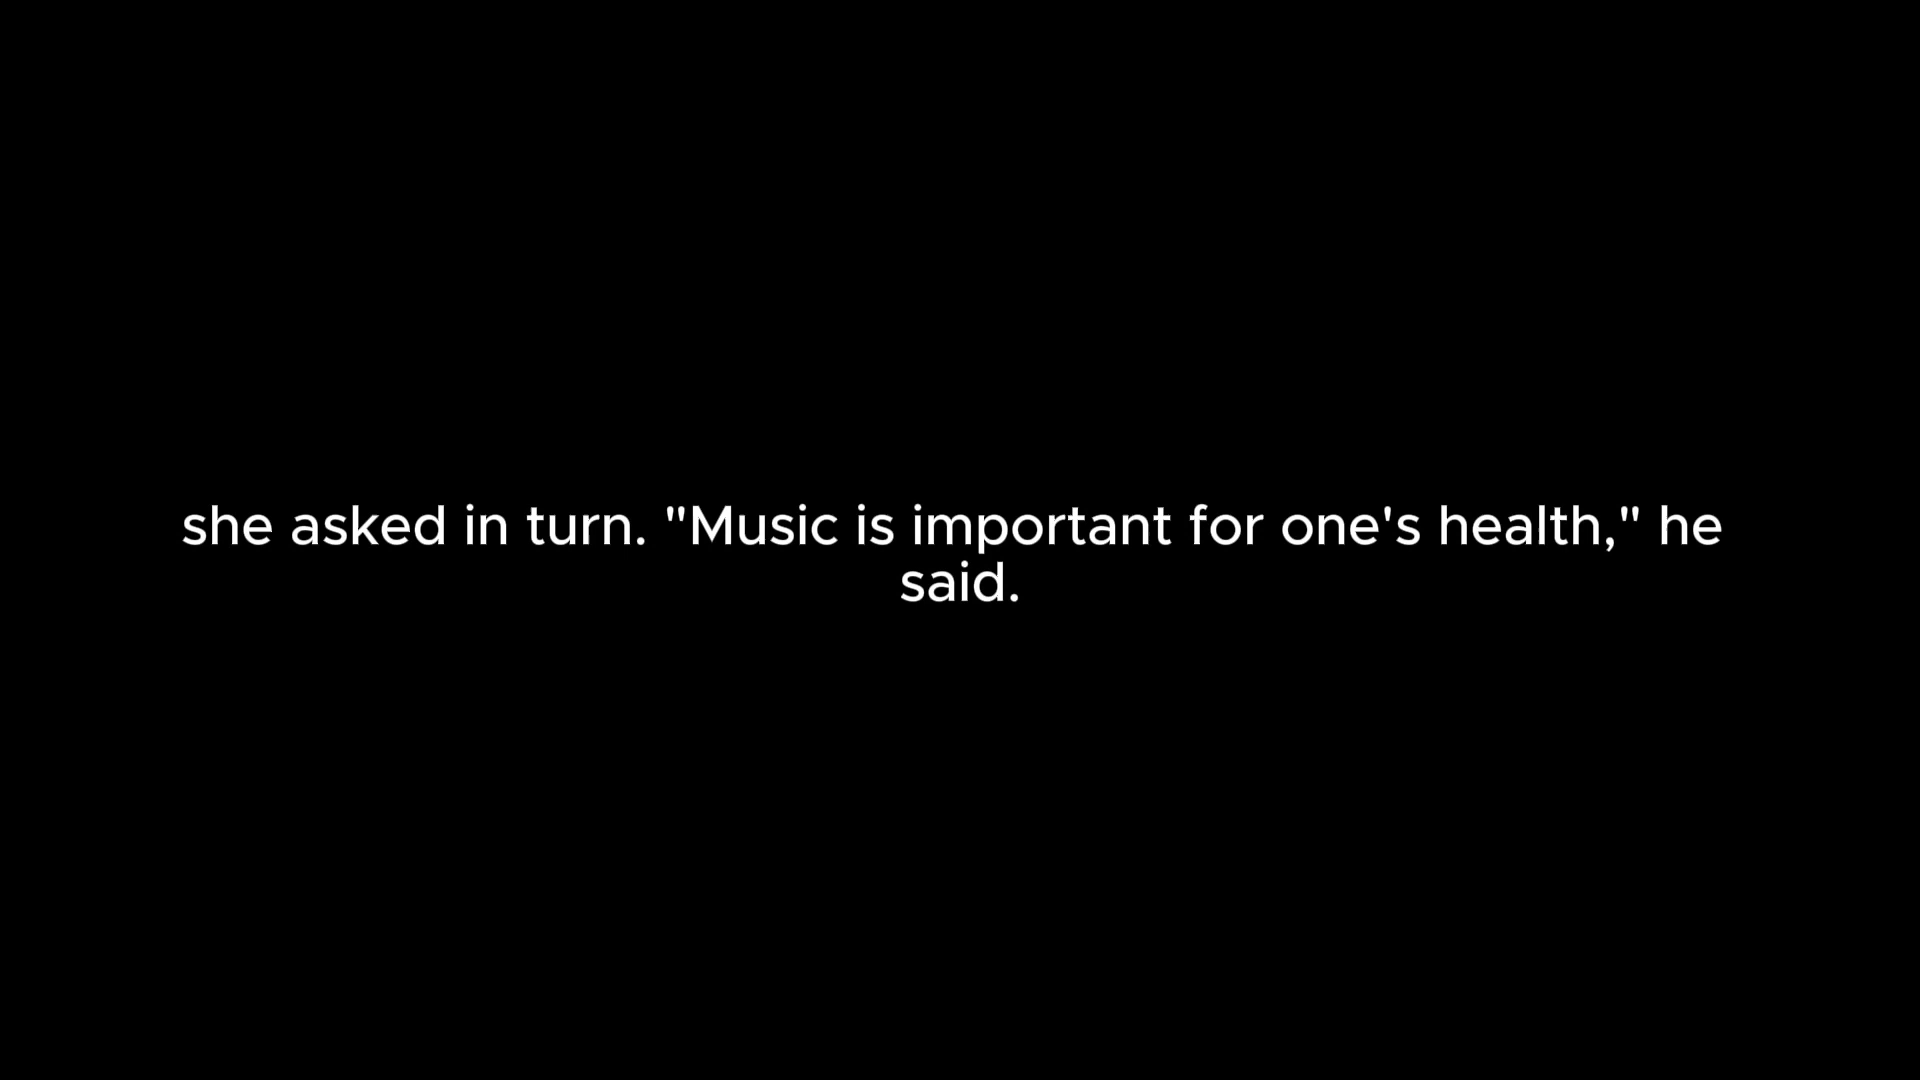 she asked in turn. "Music is important for one's health," he
said.